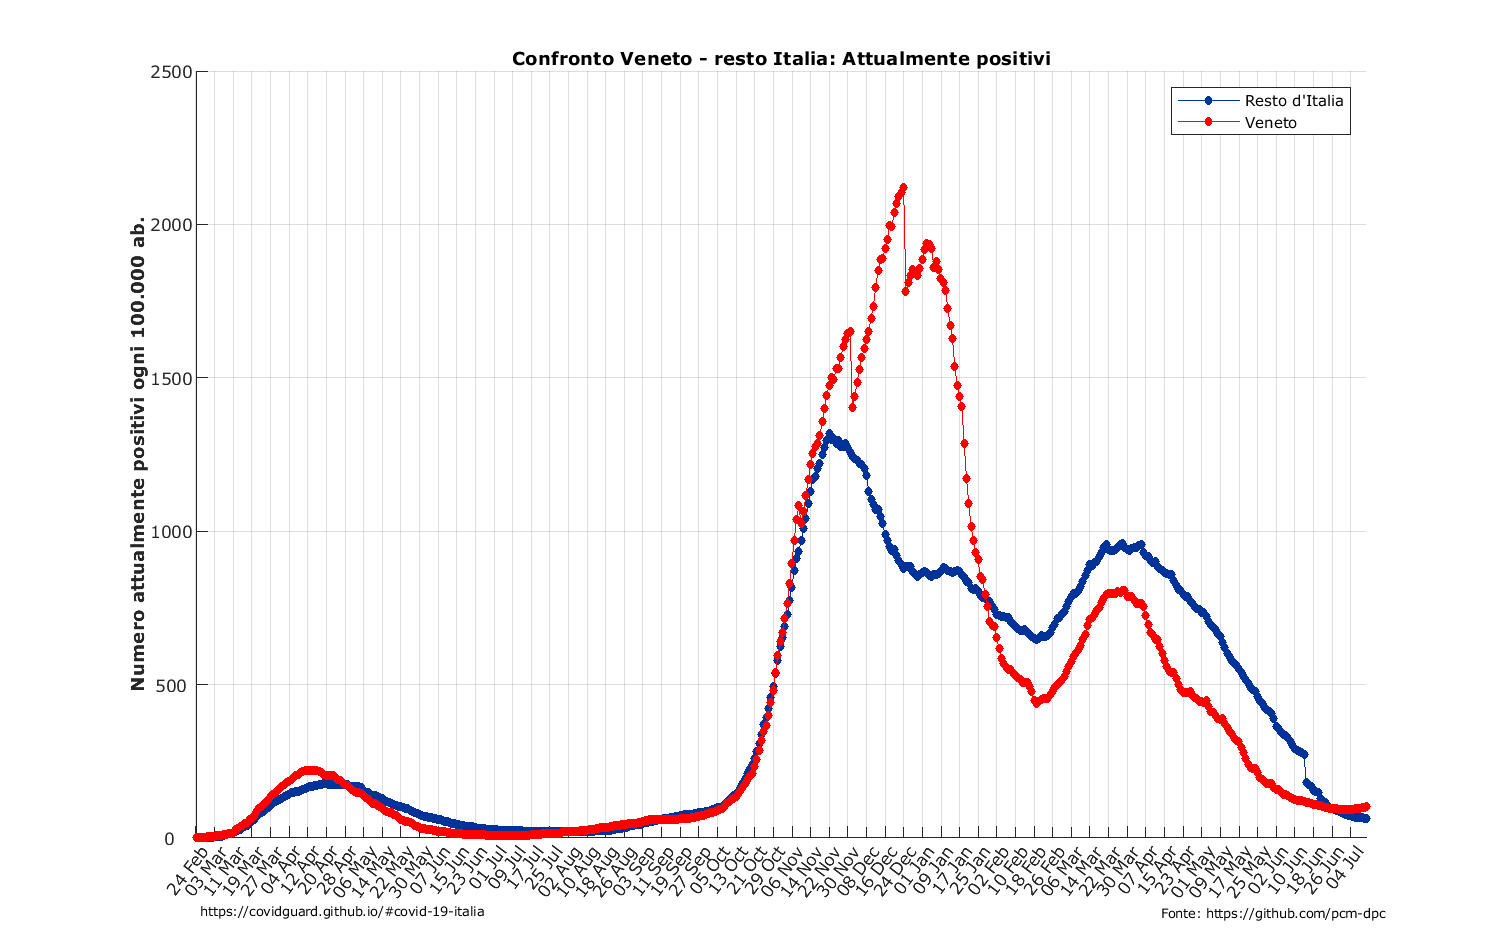 Confronto Veneto - resto Italia: Attualmente positivi
Resto d'Italia
Veneto
Numero attualmente positivi ogni 100.000 ab.
2500
2000
1500
1000
500
0
24 Feb
03 Mar
11 Mar
19 Mar
27 Mar
04 Apr
12 Apr
20 Apr
28 Apr
06 May
14 May
22 May
30 May
07 Jun
15 Jun
23 Jun
01 Jul
09 Jul
17 Jul
25 Jul
02 Aug
10 Aug
18 Aug
26 Aug
03 Sep
11 Sep
19 Sep
27 Sep
05 Oct
13 Oct
21 Oct
29 Oct
06 Nov
14 Nov
22 Nov
30 Nov
08 Dec
16 Dec
24 Dec
01 Jan
09 Jan
17 Jan
25 Jan
02 Feb
10 Feb
18 Feb
26 Feb
06 Mar
14 Mar
22 Mar
30 Mar
07 Apr
15 Apr
23 Apr
01 May
09 May
17 May
25 May
02 Jun
10 Jun
18 Jun
26 Jun
04 Jul
https://covidguard.github.io/#covid-19-italia
Fonte: https://github.com/pcm-dpc